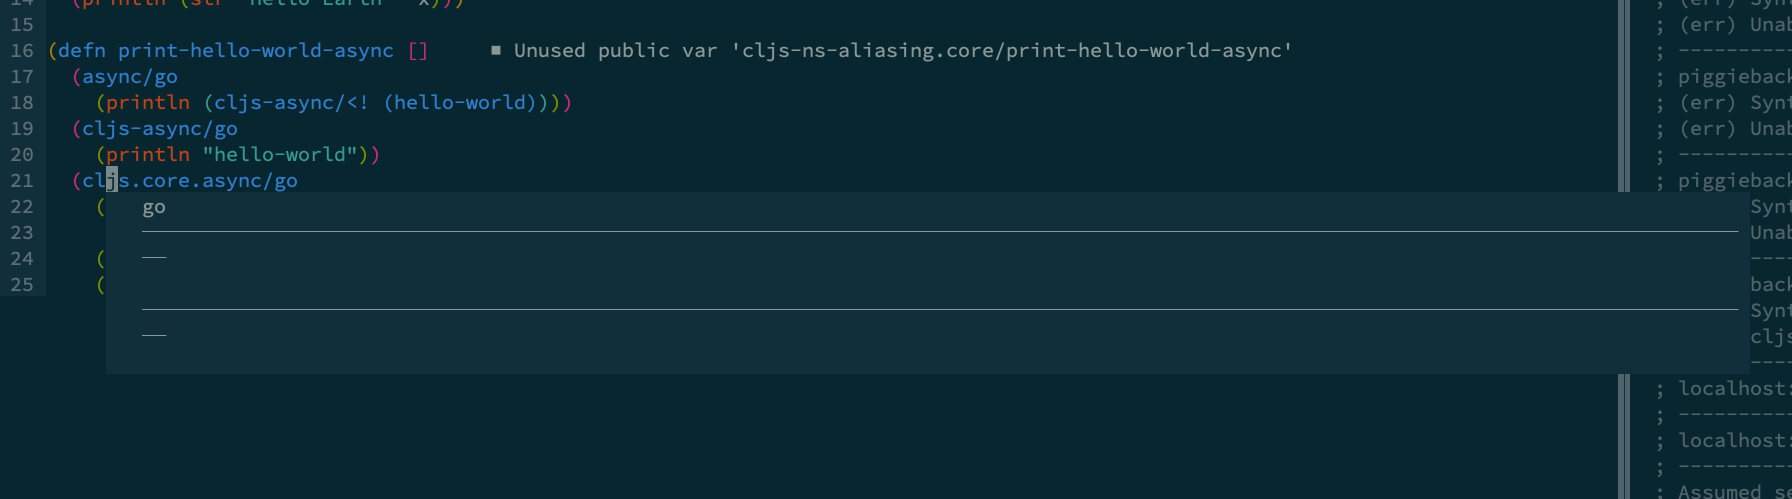 14 (println (str "hello Earth" x)))
15
16 (defn print-hello-world-async [] ■ Unused public var 'cljs-ns-aliasing.core/print-hello-world-async'
17 (async/go
18 (println (cljs-async/<! (hello-world))))
19 (cljs-async/go
20 (println "hello-world"))
21 (cljs.core.async/go
22 (
go
23
24 (
25 (
; (err) Syn
; (err) Unab
; ----------
; piggieback
; (err) Synt
; (err) Unab
; ----------
; piggieback
Synt
Unab
----
back
Synt
cljs
----
; localhost:
; ----------
; localhost:
; ----------
; Assumed s